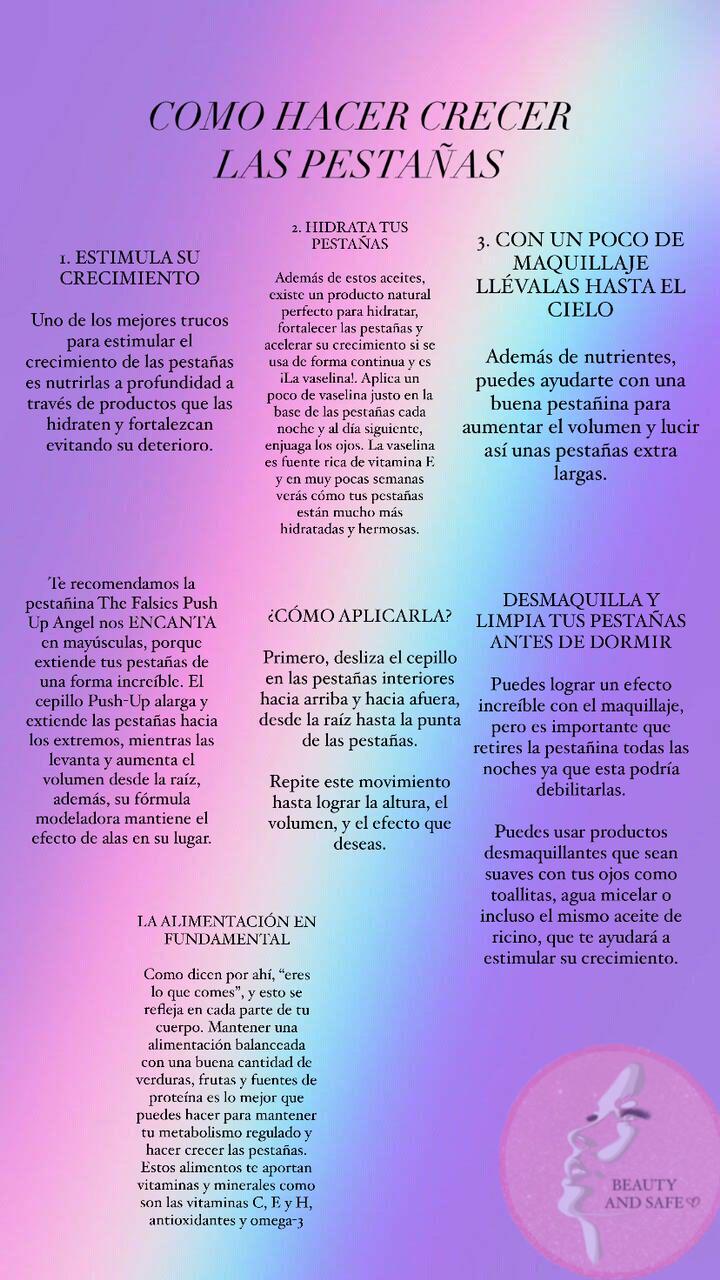 COMO HACER CRECER
LAS PESTAÑAS
1. ESTIMULA SU
CRECIMIENTO
Uno de los mejores trucos
para estimular el
crecimiento de las pestañas
es nutrirlas a profundidad a
través de productos que las
hidraten y fortalezcan
evitando su deterioro.
2. HIDRATA TUS
PESTAÑAS
Además de estos aceites,
existe un producto natural
perfecto para hidratar,
fortalecer las pestañas y
acelerar su crecimiento si se
usa de forma continua y es
¡La vaselina!. Aplica un
poco de vaselina justo en la
base de las pestañas cada
noche y al día siguiente,
enjuaga los ojos. La vaselina
es fuente rica de vitamina E
y en muy pocas semanas
verás cómo tus pestañas
están mucho más
hidratadas y hermosas.
3. CON UN POCO DE
MAQUILLAJE
LLÉVALAS HASTA EL
CIELO
Además de nutrientes,
puedes ayudarte con una
buena pestañina para
aumentar el volumen y lucir
así unas pestañas extra
largas.
Te recomendamos la
pestañina The Falsies Push
Up Angel nos ENCANTA
en mayúsculas, porque
extiende tus pestañas de
una forma increíble. El
cepillo Push-Up alarga y
extiende las pestañas hacia
los extremos, mientras las
levanta y aumenta el
volumen desde la raíz,
además, su fórmula
modeladora mantiene el
efecto de alas en su lugar.
¿CÓMO APLICARLA?
Primero, desliza el cepillo
en las pestañas interiores
hacia arriba y hacia afuera,
desde la raíz hasta la punta
de las pestañas.
Repite este movimiento
hasta lograr la altura, el
volumen, y el efecto que
deseas.
DESMAQUILLA Y
LIMPIA TUS PESTAÑAS
ANTES DE DORMIR
Puedes lograr un efecto
increíble con el maquillaje,
pero es importante que
retires la pestañina todas las
noches ya que esta podría
debilitarlas.
Puedes usar productos
desmaquillantes que sean
suaves con tus ojos como
toallitas, agua micelar o
incluso el mismo aceite de
ricino, que te ayudará a
estimular su crecimiento.
LA ALIMENTACIÓN EN
FUNDAMENTAL
Como dicen por ahí, “eres
lo que comes”, y esto se
refleja en cada parte de tu
cuerpo. Mantener una
alimentación balanceada
con una buena cantidad de
verduras, frutas y fuentes de
proteína es lo mejor que
puedes hacer para mantener
tu metabolismo regulado y
hacer crecer las pestañas.
Estos alimentos te aportan
vitaminas y minerales como
son las vitaminas C, E y H,
antioxidantes y omega-3
BEAUTY
AND SAFE♡